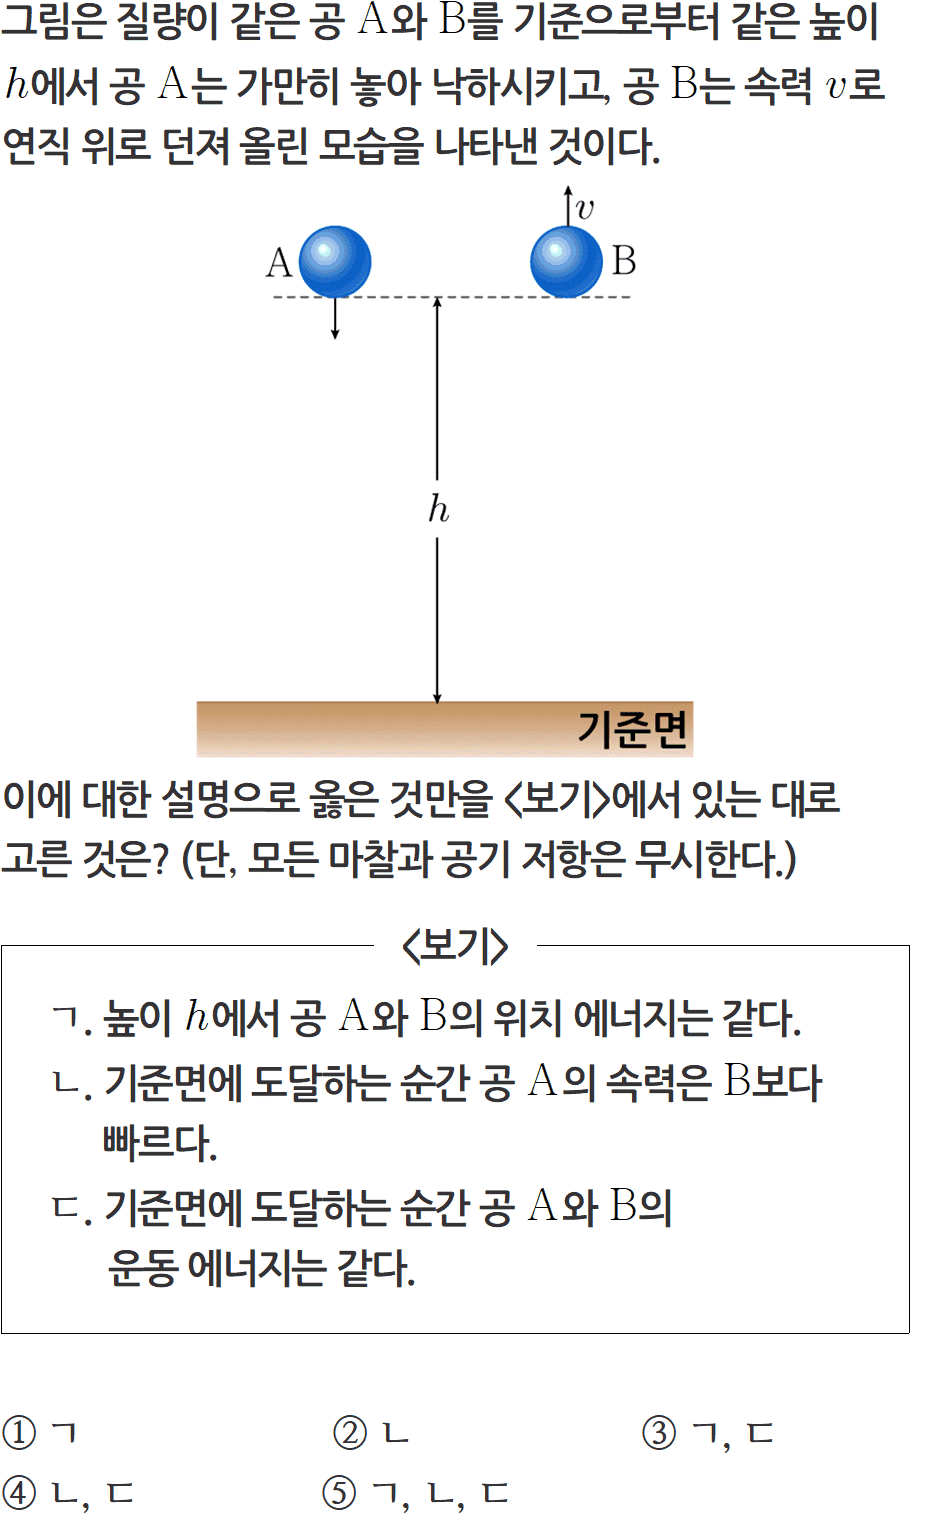 그림은 질량이 같은 공 A와 B를 기준으로부터 같은 높이
h에서 공 A는 가만히 놓아 낙하시키고, 공 B는 속력 v로
연직 위로 던져 올린 모습을 나타낸 것이다.
v
A
B
h
기준면
이에 대한 설명으로 옳은 것만을 <보기>에서 있는 대로
고른 것은? (단, 모든 마찰과 공기 저항은 무시한다.)
<보기>
ㄱ. 높이 h에서 공 A와 B의 위치 에너지는 같다.
ㄴ. 기준면에 도달하는 순간 공 A의 속력은 B보다
빠르다.
ㄷ. 기준면에 도달하는 순간 공 A와 B의
운동 에너지는 같다.
① ㄱ ② ㄴ ③ ㄱ, ㄷ
④ ㄴ, ㄷ ⑤ ㄱ, ㄴ, ㄷ